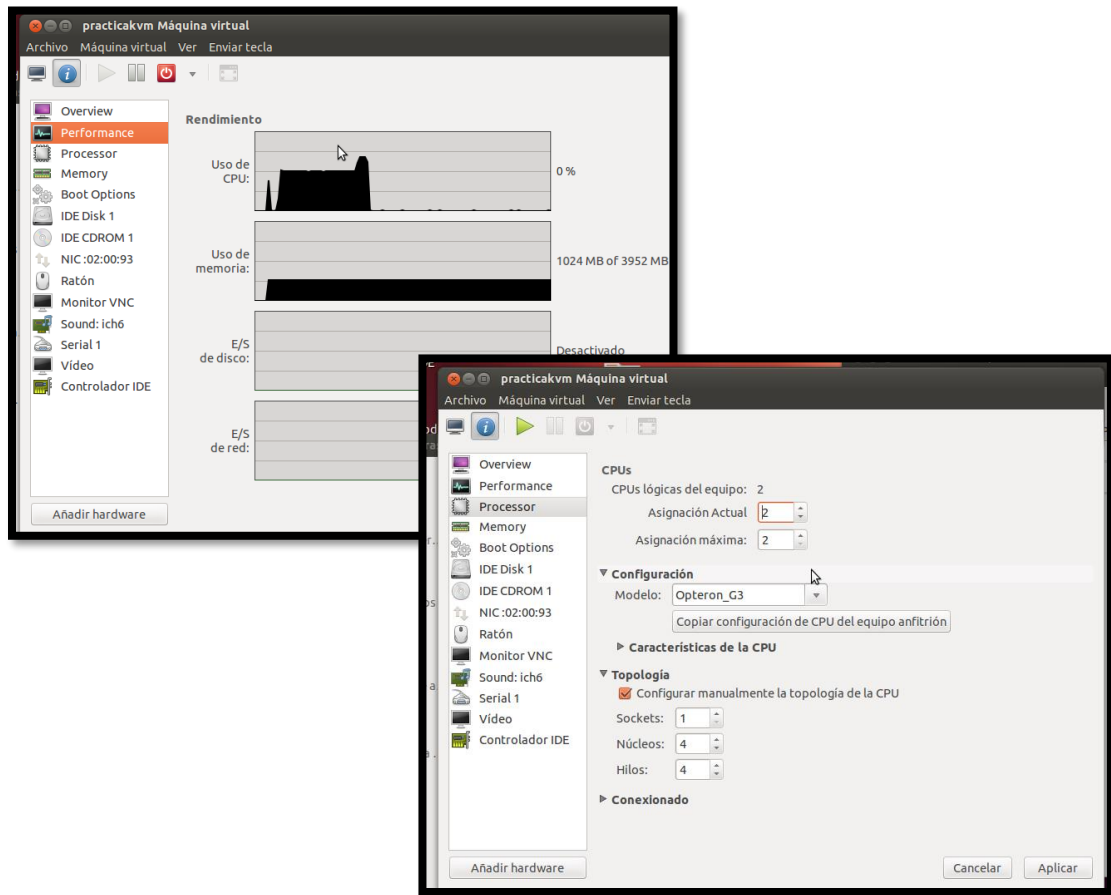 practicakvm Máquina virtual
Archivo Máquina virtual Ver Enviar tecla
Overview
Performance
Processor
Memory
Boot Options
IDE Disk 1
IDE CDROM 1
NIC :02:00:93
Ratón
Monitor VNC
Sound: ich6
Serial 1
Vídeo
Controlador IDE
Añadir hardware
Rendimiento
Uso de
CPU:
0 %
Uso de
memoria:
1024 MB of 3952 MB
E/S
de disco:
Desactivado
E/S
de red:
practicakvm Máquina virtual
Archivo Máquina virtual Ver Enviar tecla
Overview
Performance
Processor
Memory
Boot Options
IDE Disk 1
IDE CDROM 1
NIC :02:00:93
Ratón
Monitor VNC
Sound: ich6
Serial 1
Vídeo
Controlador IDE
Añadir hardware
CPUs
CPUs lógicas del equipo: 2
Asignación Actual 2
Asignación máxima: 2
Configuración
Modelo: Opteron_G3
Copiar configuración de CPU del equipo anfitrión
Características de la CPU
Topología
Configurar manualmente la topología de la CPU
Sockets: 1
Núcleos: 4
Hilos: 4
Conexionado
Cancelar Aplicar